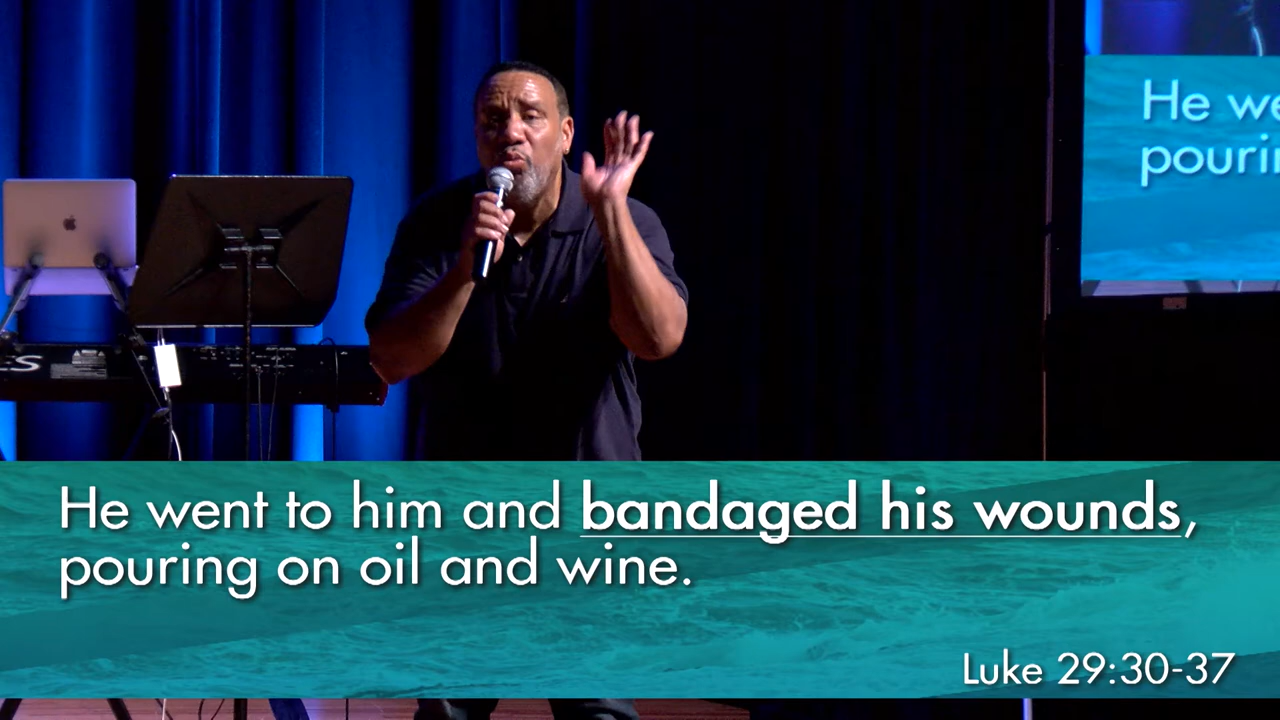 He we
pouri
He went to him and bandaged his wounds,
pouring on oil and wine.
Luke 29:30-37